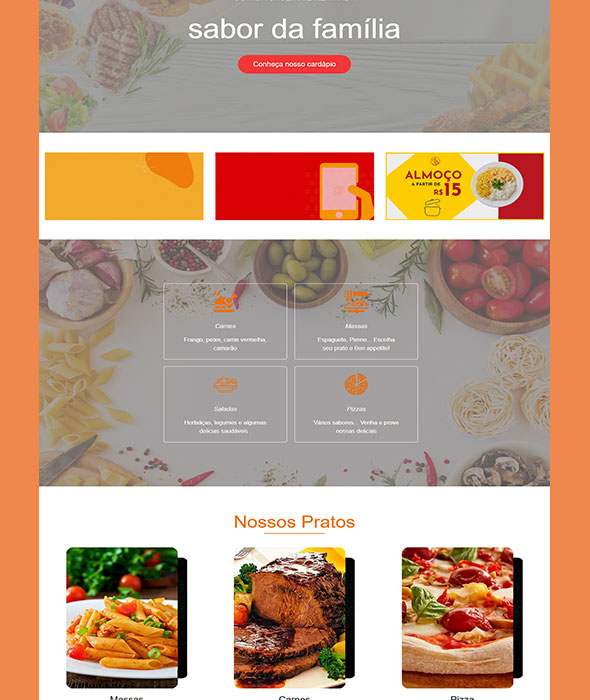 sabor da família
Conheça nosso cardápio
ALMOÇO
A PARTIR DE
R$ 15
Carnes
Frango, peixe, carne vermelha,
camarão
Massas
Espaguete, Penne... Escolha
seu prato e Bon appetite!
Saladas
Hortaliças, legumes e algumas
delícias saudáveis .
Pizzas
Vários sabores... Venha e prove
nossas delicias
Nossos Pratos
Massas
Carnes
Pizza